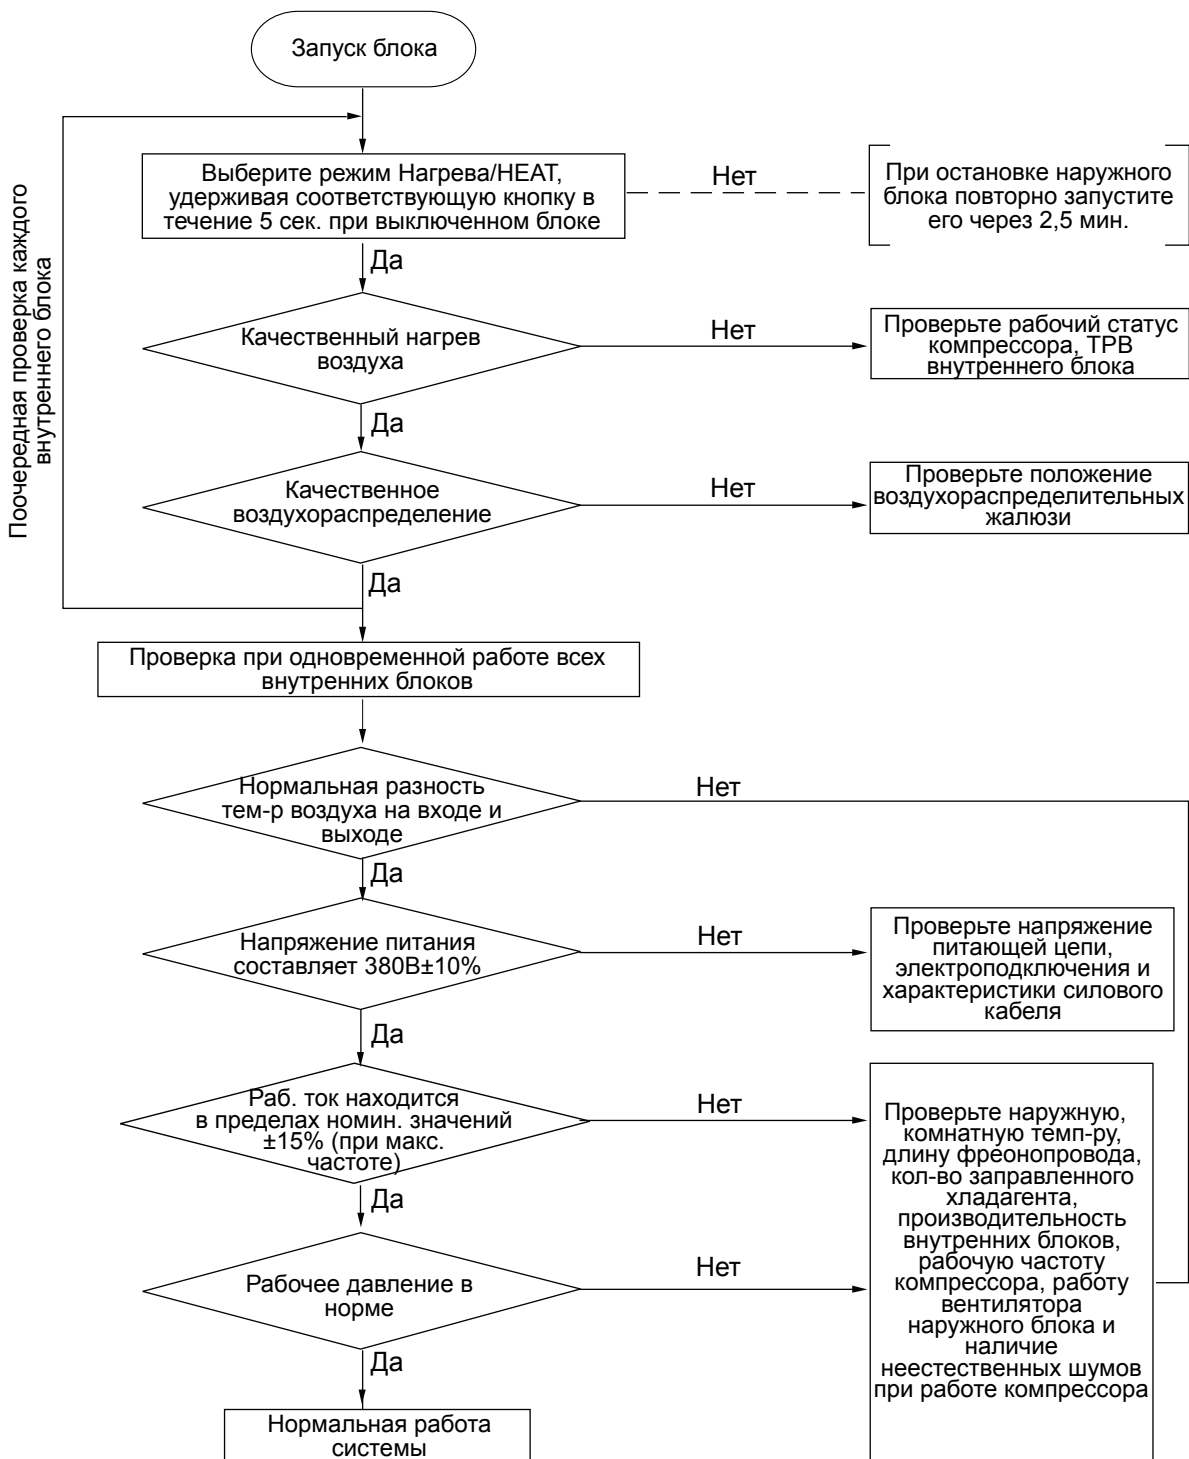 Запуск блока
Поочередная проверка каждого
внутреннего блока
Выберите режим Нагрева/HEAT,
удерживая соответствующую кнопку в
течение 5 сек. при выключенном блоке
Нет
При остановке наружного
блока повторно запустите
его через 2,5 мин.
Да
Качественный нагрев
воздуха
Нет
Проверьте рабочий статус
компрессора, ТРВ
внутреннего блока
Да
Качественное
воздухораспределение
Нет
Проверьте положение
воздухораспределительных
жалюзи
Да
Проверка при одновременной работе всех
внутренних блоков
Нормальная разность
тем-р воздуха на входе и
выходе
Нет
Да
Напряжение питания
составляет 380В±10%
Нет
Проверьте напряжение
питающей цепи,
электроподключения и
характеристики силового
кабеля
Да
Раб. ток находится
в пределах номин. значений
±15% (при макс.
частоте)
Нет
Проверьте наружную,
комнатную темп-ру,
длину фреонопровода,
кол-во заправленного
хладагента,
производительность
внутренних блоков,
рабочую частоту
компрессора, работу
вентилятора
наружного блока и
наличие
неестественных шумов
при работе компрессора
Да
Рабочее давление в
норме
Нет
Да
Нормальная работа
системы